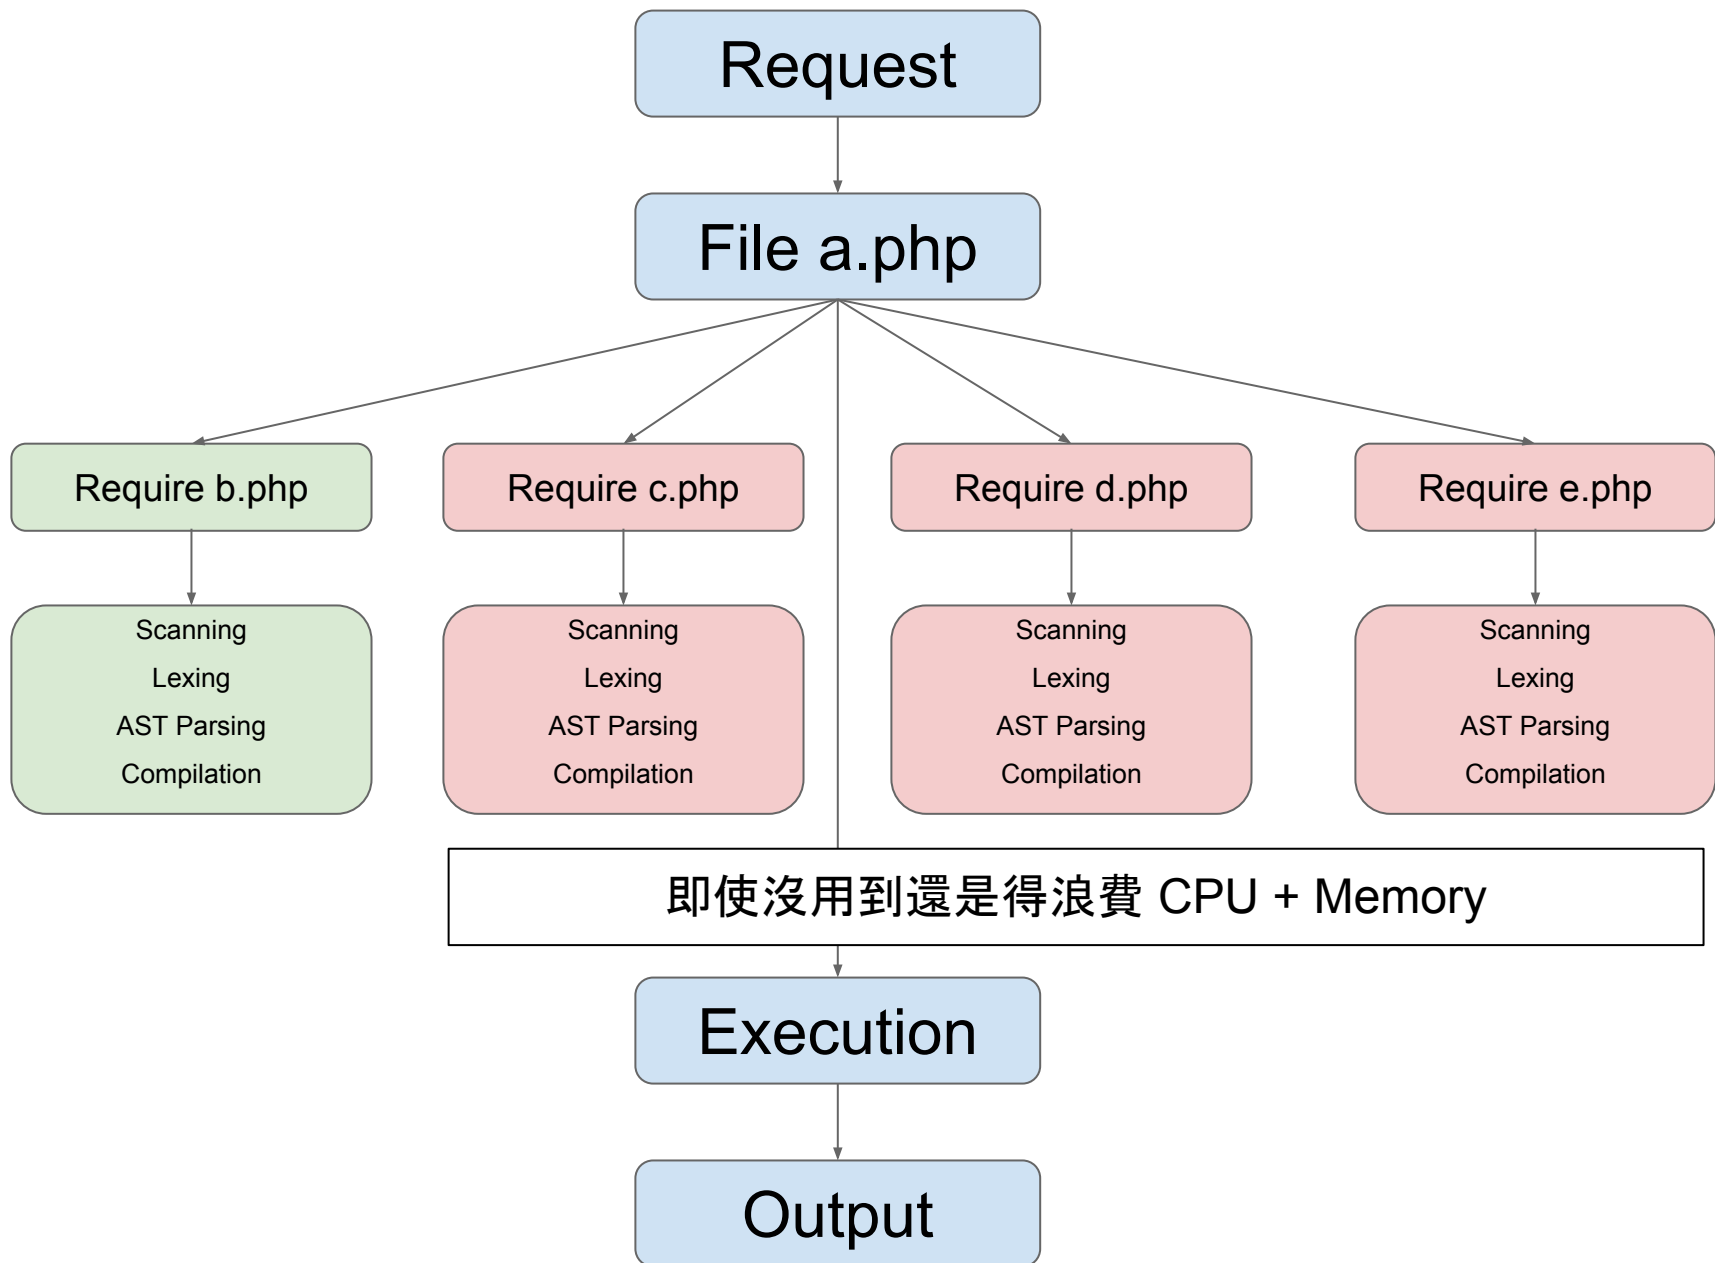 Request
File a.php
Require b.php
Require c.php
Require d.php
Require e.php
Scanning
Lexing
AST Parsing
Compilation
Scanning
Lexing
AST Parsing
Compilation
Scanning
Lexing
AST Parsing
Compilation
Scanning
Lexing
AST Parsing
Compilation
即使沒用到還是得浪費 CPU + Memory
Execution
Output